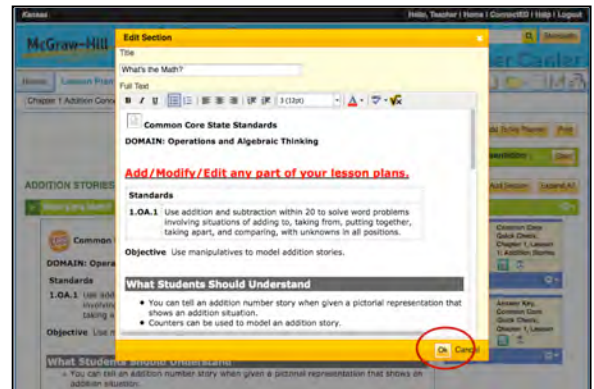 Kansas
Hello, Teacher | Home | ConnectED | Help | Logout
McGraw-Hill
Edit Section
Title
What's the Math?
Full Text
B I U
3 (12pt)
Common Core State Standards
DOMAIN: Operations and Algebraic Thinking
Add/Modify/Edit any part of your lesson plans.
Standards
1.OA.1 Use addition and subtraction within 20 to solve word problems
involving situations of adding to, taking from, putting together,
taking apart, and comparing, with unknowns in all positions.
Objective Use manipulatives to model addition stories.
What Students Should Understand
You can tell an addition number story when given a pictorial representation that
shows an addition situation.
Counters can be used to model an addition story.
Ok Cancel
Home Lesson Plan
Chapter 1 Addition Conc
Print
ADDITION STORIES
Add Section Expand All
Common
DOMAIN: Opera
Standards
1.OA.1 Use add
involving
taking a
Objective Use m
What Students Should Understand
You can tell an addition number story when given a pictorial representation that shows an
addition situation.
Common Core
Quick Check,
Chapter 1, Lesson
1: Addition Stories
Answer Key,
Common Core
Quick Check,
Chapter 1, Lesson